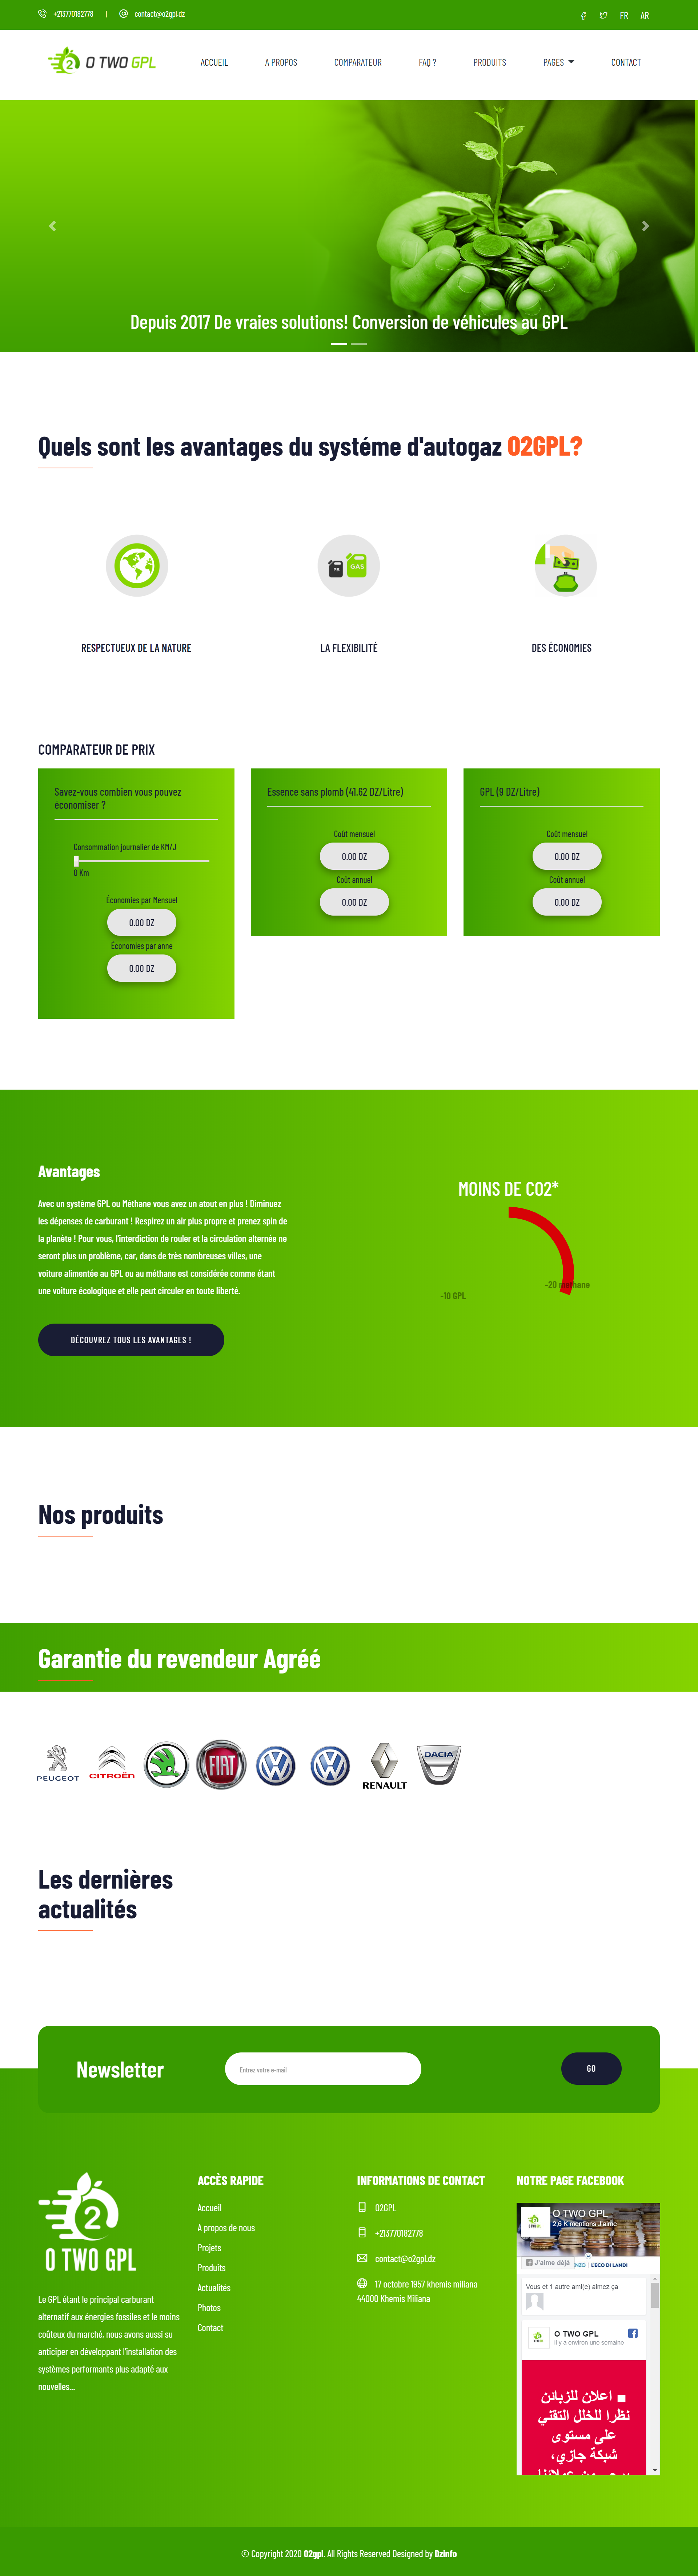 +213770182778 | contact@o2gpl.dz
FR AR
O TWO GPL
ACCUEIL A PROPOS COMPARATEUR FAQ ? PRODUITS PAGES CONTACT
Depuis 2017 De vraies solutions! Conversion de véhicules au GPL
Quels sont les avantages du systéme d'autogaz O2GPL?
PB GAS
RESPECTUEUX DE LA NATURE
LA FLEXIBILITÉ
DES ÉCONOMIES
COMPARATEUR DE PRIX
Savez-vous combien vous pouvez
économiser ?
Consommation journalier de KM/J
0 Km
Économies par Mensuel
0.00 DZ
Économies par anne
0.00 DZ
Essence sans plomb (41.62 DZ/Litre)
Coût mensuel
0.00 DZ
Coût annuel
0.00 DZ
GPL (9 DZ/Litre)
Coût mensuel
0.00 DZ
Coût annuel
0.00 DZ
Avantages
Avec un système GPL ou Méthane vous avez un atout en plus ! Diminuez
les dépenses de carburant ! Respirez un air plus propre et prenez spin de
la planète ! Pour vous, l'interdiction de rouler et la circulation alternée ne
seront plus un problème, car, dans de très nombreuses villes, une
voiture alimentée au GPL ou au méthane est considérée comme étant
une voiture écologique et elle peut circuler en toute liberté.
DÉCOUVREZ TOUS LES AVANTAGES !
MOINS DE CO2*
-20 methane
-10 GPL
Nos produits
Garantie du revendeur Agréé
PEUGEOT
CITROËN
FIAT
RENAULT
DACIA
Les dernières
actualités
Newsletter
Entrez votre e-mail
GO
2
O TWO GPL
Le GPL étant le principal carburant
alternatif aux énergies fossiles et le moins
coûteux du marché, nous avons aussi su
anticiper en développant l'installation des
systèmes performants plus adapté aux
nouvelles...
ACCÈS RAPIDE
Accueil
A propos de nous
Projets
Produits
Actualités
Photos
Contact
INFORMATIONS DE CONTACT
O2GPL
+213770182778
contact@o2gpl.dz
17 octobre 1957 khemis miliana
44000 Khemis Miliana
NOTRE PAGE FACEBOOK
O TWO GPL
2,6 K mentions J'aime
J'aime déjà
L'ECO DI LANDI
Vous et 1 autre ami(e) aimez ça
O TWO GPL
il y a environ une semaine
اعلان للزبائن
نظرا للخلل التقني
على مستوى
شبكة جازي،
يرجى من عملائنا
© Copyright 2020 O2gpl. All Rights Reserved Designed by Dzinfo